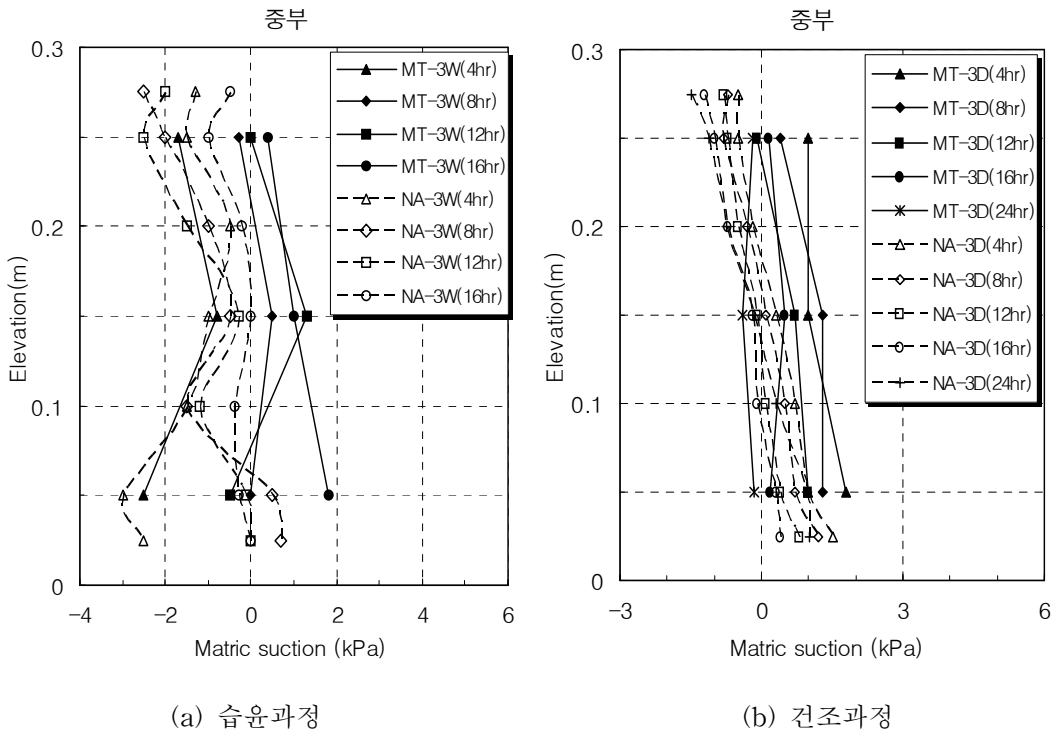 중부
0.3
0.2
0.1
0
Elevation(m)
−4
−2
0
2
4
6
Matric suction (kPa)
MT-3W(4hr)
MT-3W(8hr)
MT-3W(12hr)
MT-3W(16hr)
NA-3W(4hr)
NA-3W(8hr)
NA-3W(12hr)
NA-3W(16hr)
(a) 습윤과정
중부
0.3
0.2
0.1
0
Elevation(m)
−3
0
3
6
Matric suction (kPa)
MT-3D(4hr)
MT-3D(8hr)
MT-3D(12hr)
MT-3D(16hr)
MT-3D(24hr)
NA-3D(4hr)
NA-3D(8hr)
NA-3D(12hr)
NA-3D(16hr)
NA-3D(24hr)
(b) 건조과정